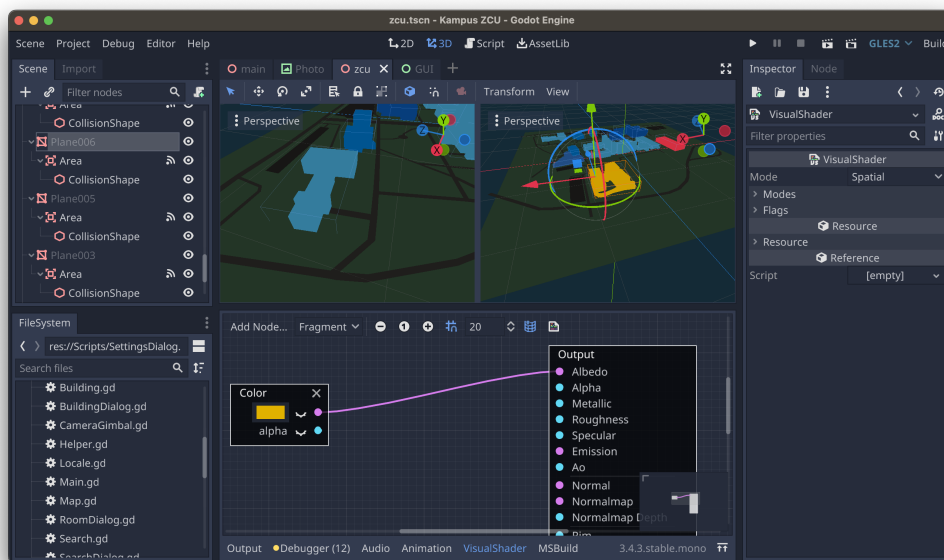 zcu.tscn - Kampus ZCU - Godot Engine
Scene Project Debug Editor Help
2D 3D Script AssetLib
GLES2
Scene Import
Filter nodes
Area
CollisionShape
Plane006
Area
CollisionShape
Plane005
Area
CollisionShape
Plane003
Area
CollisionShape
FileSystem
res://Scripts/SettingsDialog.
Search files
Building.gd
BuildingDialog.gd
CameraGimbal.gd
Helper.gd
Locale.gd
Main.gd
Map.gd
RoomDialog.gd
Search.gd
SearchDialog.gd
main Photo zcu GUI
Transform View
Perspective
X
Y
Z
Perspective
X
Y
Z
Add Node... Fragment 20
Color
alpha
Output
Albedo
Alpha
Metallic
Roughness
Specular
Emission
Ao
Normal
Normalmap
Normalmap Depth
Rim
Output Debugger (12) Audio Animation VisualShader MSBuild 3.4.3.stable.mono
Inspector Node
VisualShader
Filter properties
VisualShader
Mode Spatial
Modes
Flags
Resource
Resource
Reference
Script [empty]